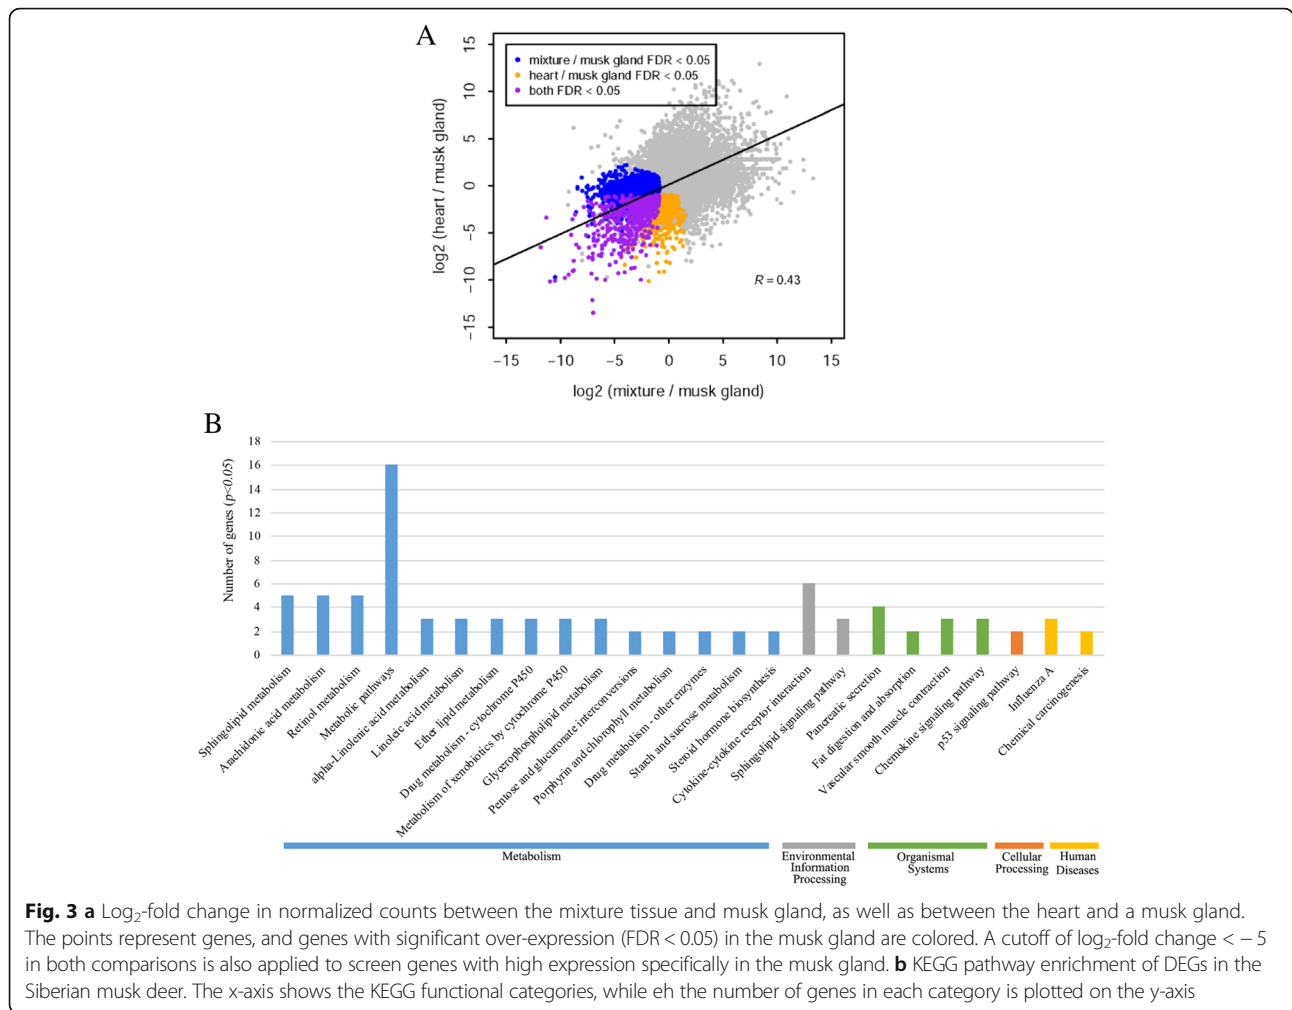 A
mixture / musk gland FDR < 0.05
heart / musk gland FDR < 0.05
both FDR < 0.05
15
10
5
0
−5
−10
−15
log2 (heart / musk gland)
R = 0.43
−15 −10 −5 0 5 10 15
log2 (mixture / musk gland)
B
18
16
14
12
10
8
6
4
2
0
Number of genes (p<0.05)
Sphingolipid metabolism
Arachidonic acid metabolism
Retinol metabolism
Metabolic pathways
alpha-Linolenic acid metabolism
Linoleic acid metabolism
Ether lipid metabolism
Drug metabolism - cytochrome P450
Metabolism of xenobiotics by cytochrome P450
Glycerophospholipid metabolism
Pentose and glucuronate interconversions
Porphyrin and chlorophyll metabolism
Drug metabolism - other enzymes
Starch and sucrose metabolism
Steroid hormone biosynthesis
Cytokine-cytokine receptor interaction
Sphingolipid signaling pathway
Pancreatic secretion
Fat digestion and absorption
Vascular smooth muscle contraction
Chemokine signaling pathway
p53 signaling pathway
Influenza A
Chemical carcinogenesis
Metabolism
Environmental
Information
Processing
Organismal
Systems
Cellular
Processing
Human
Diseases
Fig. 3 a Log₂-fold change in normalized counts between the mixture tissue and musk gland, as well as between the heart and a musk gland.
The points represent genes, and genes with significant over-expression (FDR < 0.05) in the musk gland are colored. A cutoff of log₂-fold change < − 5
in both comparisons is also applied to screen genes with high expression specifically in the musk gland. b KEGG pathway enrichment of DEGs in the
Siberian musk deer. The x-axis shows the KEGG functional categories, while eh the number of genes in each category is plotted on the y-axis